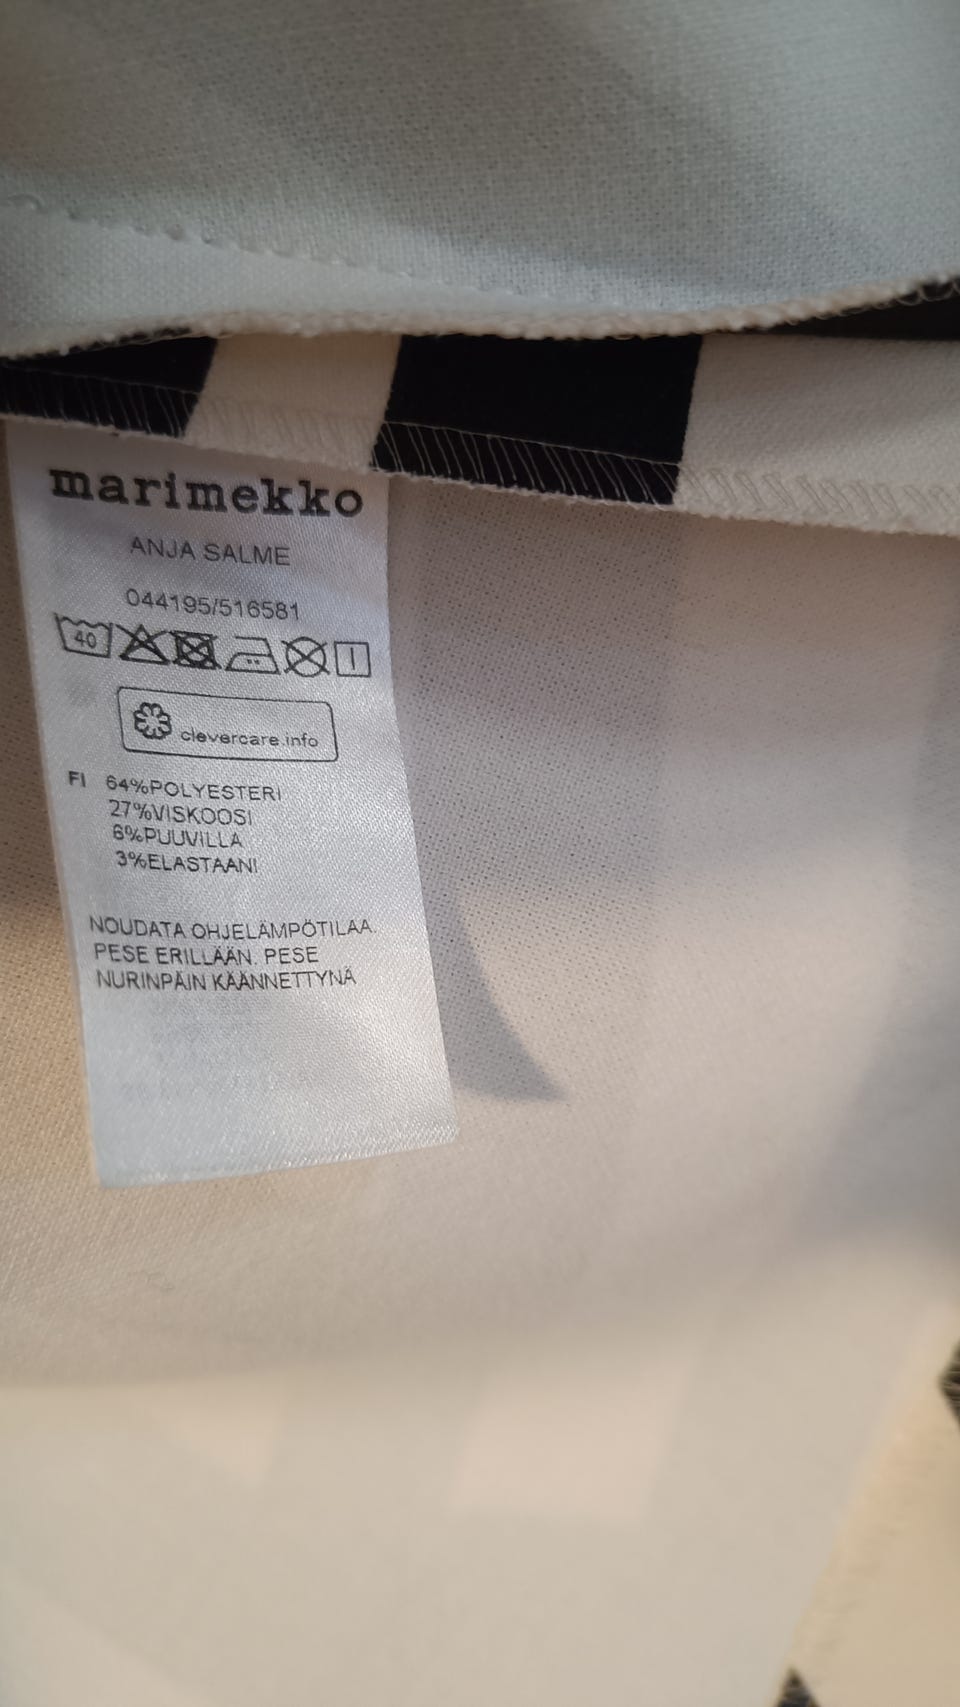 marimekko
ANJA SALME
044195/516581
40
clevercare.info
FI 64%POLYESTERI
27%VISKOOSI
6%PUUVILLA
3%ELASTAANI
NOUDATA OHJELÄMPÖTILAA.
PESE ERILLÄÄN. PESE
NURINPÄIN KÄÄNNETTYNÄ